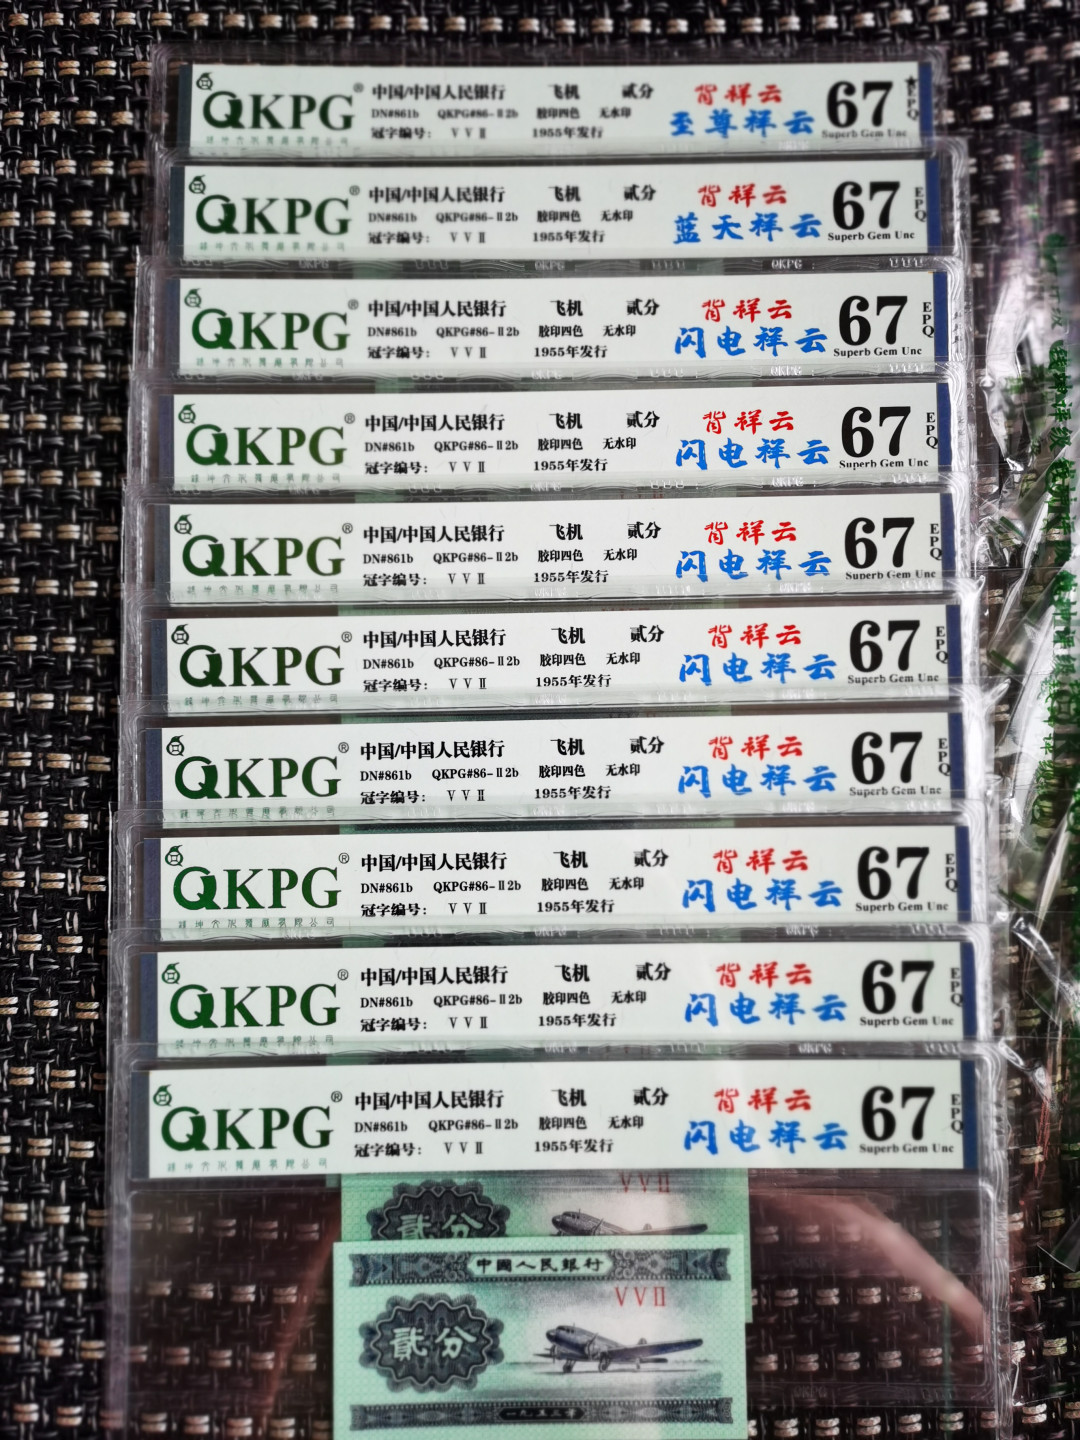 QKPG®
中国/中国人民银行 飞机 贰分
DN#861b QKPG#86-Ⅱ2b 胶印四色 无水印
冠字编号: ⅤⅤⅡ 1955年发行
背祥云
至尊祥云
67
★EPQ
Superb Gem Unc
QKPG®
中国/中国人民银行 飞机 贰分
DN#861b QKPG#86-Ⅱ2b 胶印四色 无水印
冠字编号: ⅤⅤⅡ 1955年发行
背祥云
蓝天祥云
67
EPQ
Superb Gem Unc
QKPG®
中国/中国人民银行 飞机 贰分
DN#861b QKPG#86-Ⅱ2b 胶印四色 无水印
冠字编号: ⅤⅤⅡ 1955年发行
背祥云
闪电祥云
67
EPQ
Superb Gem Unc
QKPG®
中国/中国人民银行 飞机 贰分
DN#861b QKPG#86-Ⅱ2b 胶印四色 无水印
冠字编号: ⅤⅤⅡ 1955年发行
背祥云
闪电祥云
67
EPQ
Superb Gem Unc
QKPG®
中国/中国人民银行 飞机 贰分
DN#861b QKPG#86-Ⅱ2b 胶印四色 无水印
冠字编号: ⅤⅤⅡ 1955年发行
背祥云
闪电祥云
67
EPQ
Superb Gem Unc
QKPG®
中国/中国人民银行 飞机 贰分
DN#861b QKPG#86-Ⅱ2b 胶印四色 无水印
冠字编号: ⅤⅤⅡ 1955年发行
背祥云
闪电祥云
67
EPQ
Superb Gem Unc
QKPG®
中国/中国人民银行 飞机 贰分
DN#861b QKPG#86-Ⅱ2b 胶印四色 无水印
冠字编号: ⅤⅤⅡ 1955年发行
背祥云
闪电祥云
67
EPQ
Superb Gem Unc
QKPG®
中国/中国人民银行 飞机 贰分
DN#861b QKPG#86-Ⅱ2b 胶印四色 无水印
冠字编号: ⅤⅤⅡ 1955年发行
背祥云
闪电祥云
67
EPQ
Superb Gem Unc
QKPG®
中国/中国人民银行 飞机 贰分
DN#861b QKPG#86-Ⅱ2b 胶印四色 无水印
冠字编号: ⅤⅤⅡ 1955年发行
背祥云
闪电祥云
67
EPQ
Superb Gem Unc
QKPG®
中国/中国人民银行 飞机 贰分
DN#861b QKPG#86-Ⅱ2b 胶印四色 无水印
冠字编号: ⅤⅤⅡ 1955年发行
背祥云
闪电祥云
67
EPQ
Superb Gem Unc
ⅤⅤⅡ
貳分
中國人民銀行
ⅤⅤⅡ
貳分
一九五三年